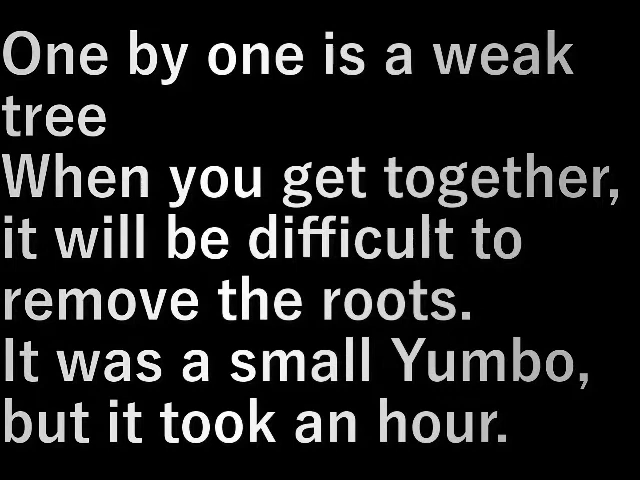 One by one is a weak
tree
When you get together,
it will be difficult to
remove the roots.
It was a small Yumbo,
but it took an hour.